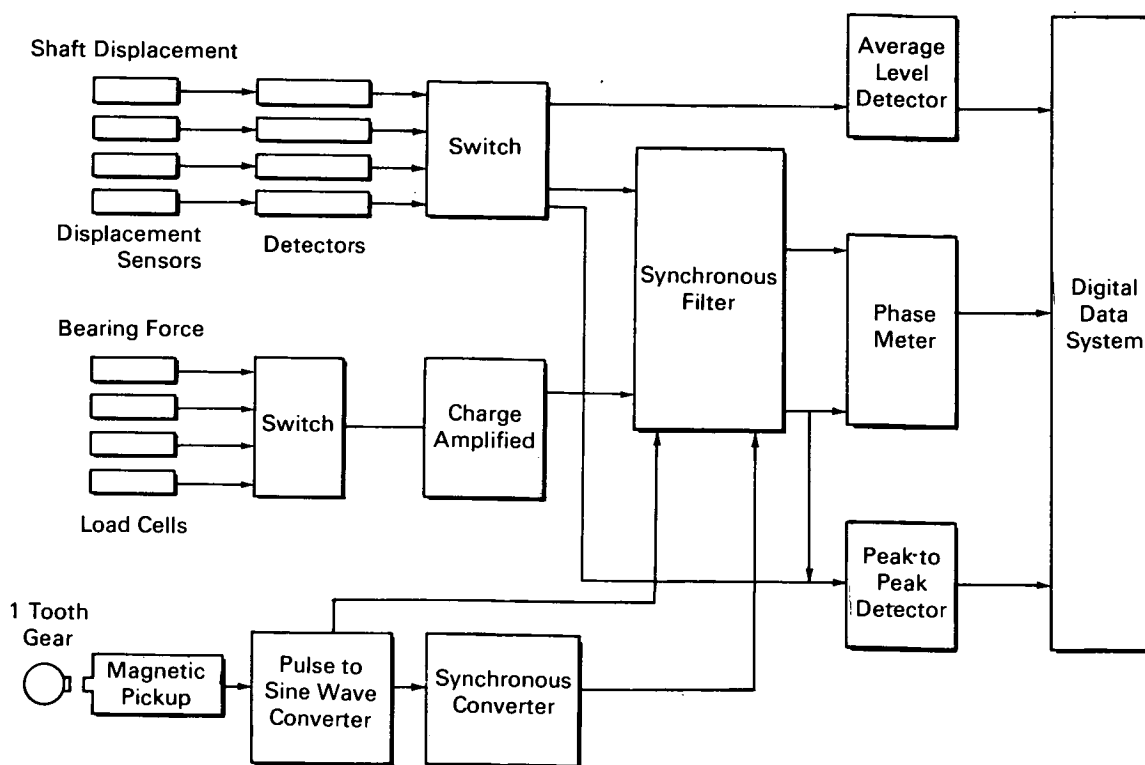 Shaft Displacement
Average
Level
Detector
Switch
Displacement
Sensors
Detectors
Synchronous
Filter
Phase
Meter
Digital
Data
System
Bearing Force
Switch
Charge
Amplified
Load Cells
Peak-to
Peak
Detector
1 Tooth
Gear
Magnetic
Pickup
Pulse to
Sine Wave
Converter
Synchronous
Converter